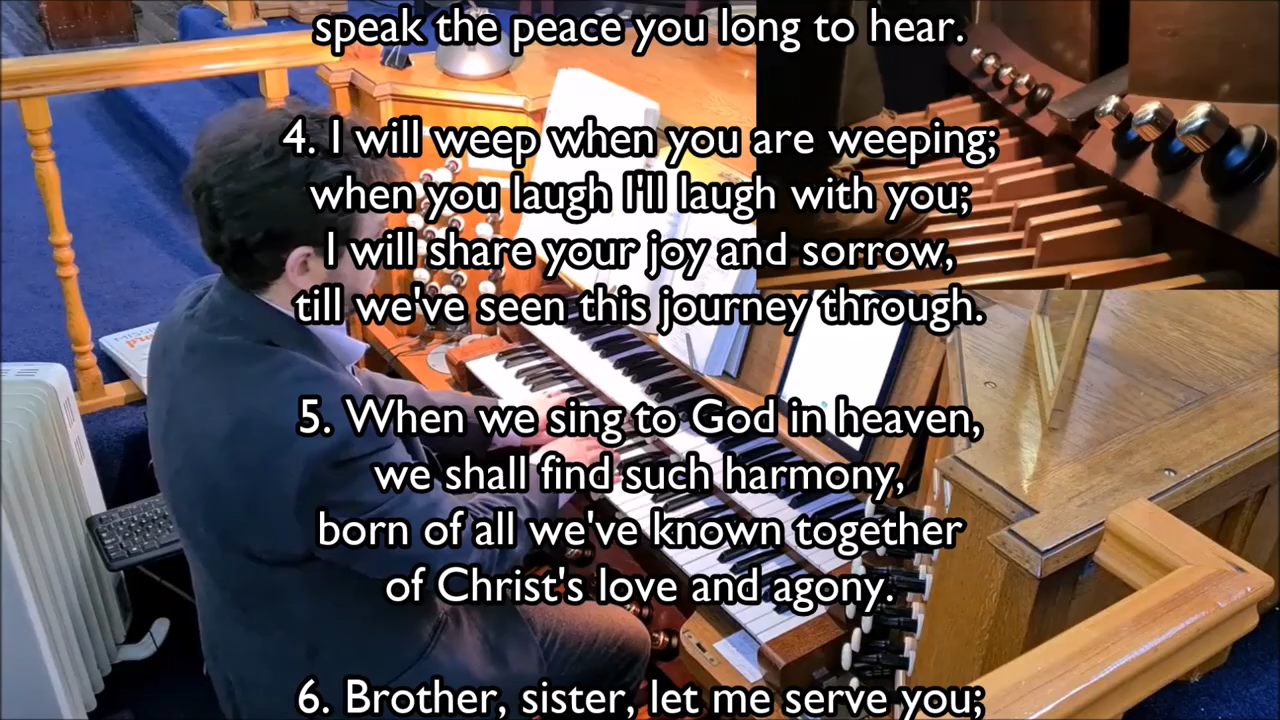 speak the peace you long to hear.
4. I will weep when you are weeping;
when you laugh I'll laugh with you;
I will share your joy and sorrow,
till we've seen this journey through.
5. When we sing to God in heaven,
we shall find such harmony,
born of all we've known together
of Christ's love and agony.
6. Brother, sister, let me serve you;